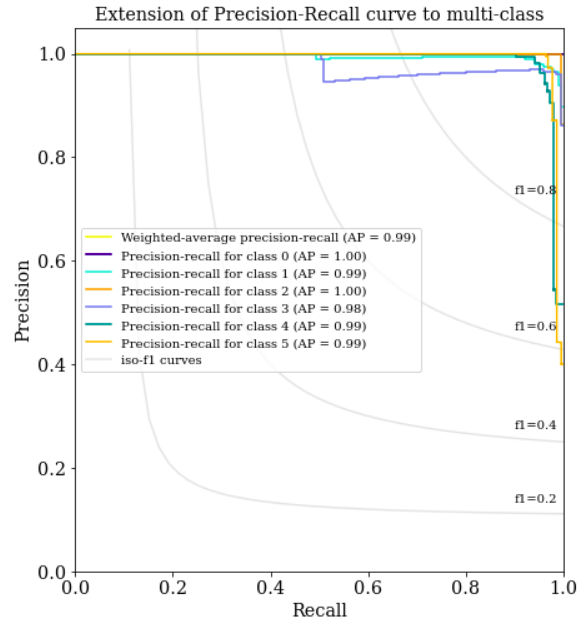 Extension of Precision-Recall curve to multi-class
1.0
0.8
0.6
0.4
0.2
0.0
Precision
f1=0.8
f1=0.6
f1=0.4
f1=0.2
Weighted-average precision-recall (AP = 0.99)
Precision-recall for class 0 (AP = 1.00)
Precision-recall for class 1 (AP = 0.99)
Precision-recall for class 2 (AP = 1.00)
Precision-recall for class 3 (AP = 0.98)
Precision-recall for class 4 (AP = 0.99)
Precision-recall for class 5 (AP = 0.99)
iso-f1 curves
0.0 0.2 0.4 0.6 0.8 1.0
Recall